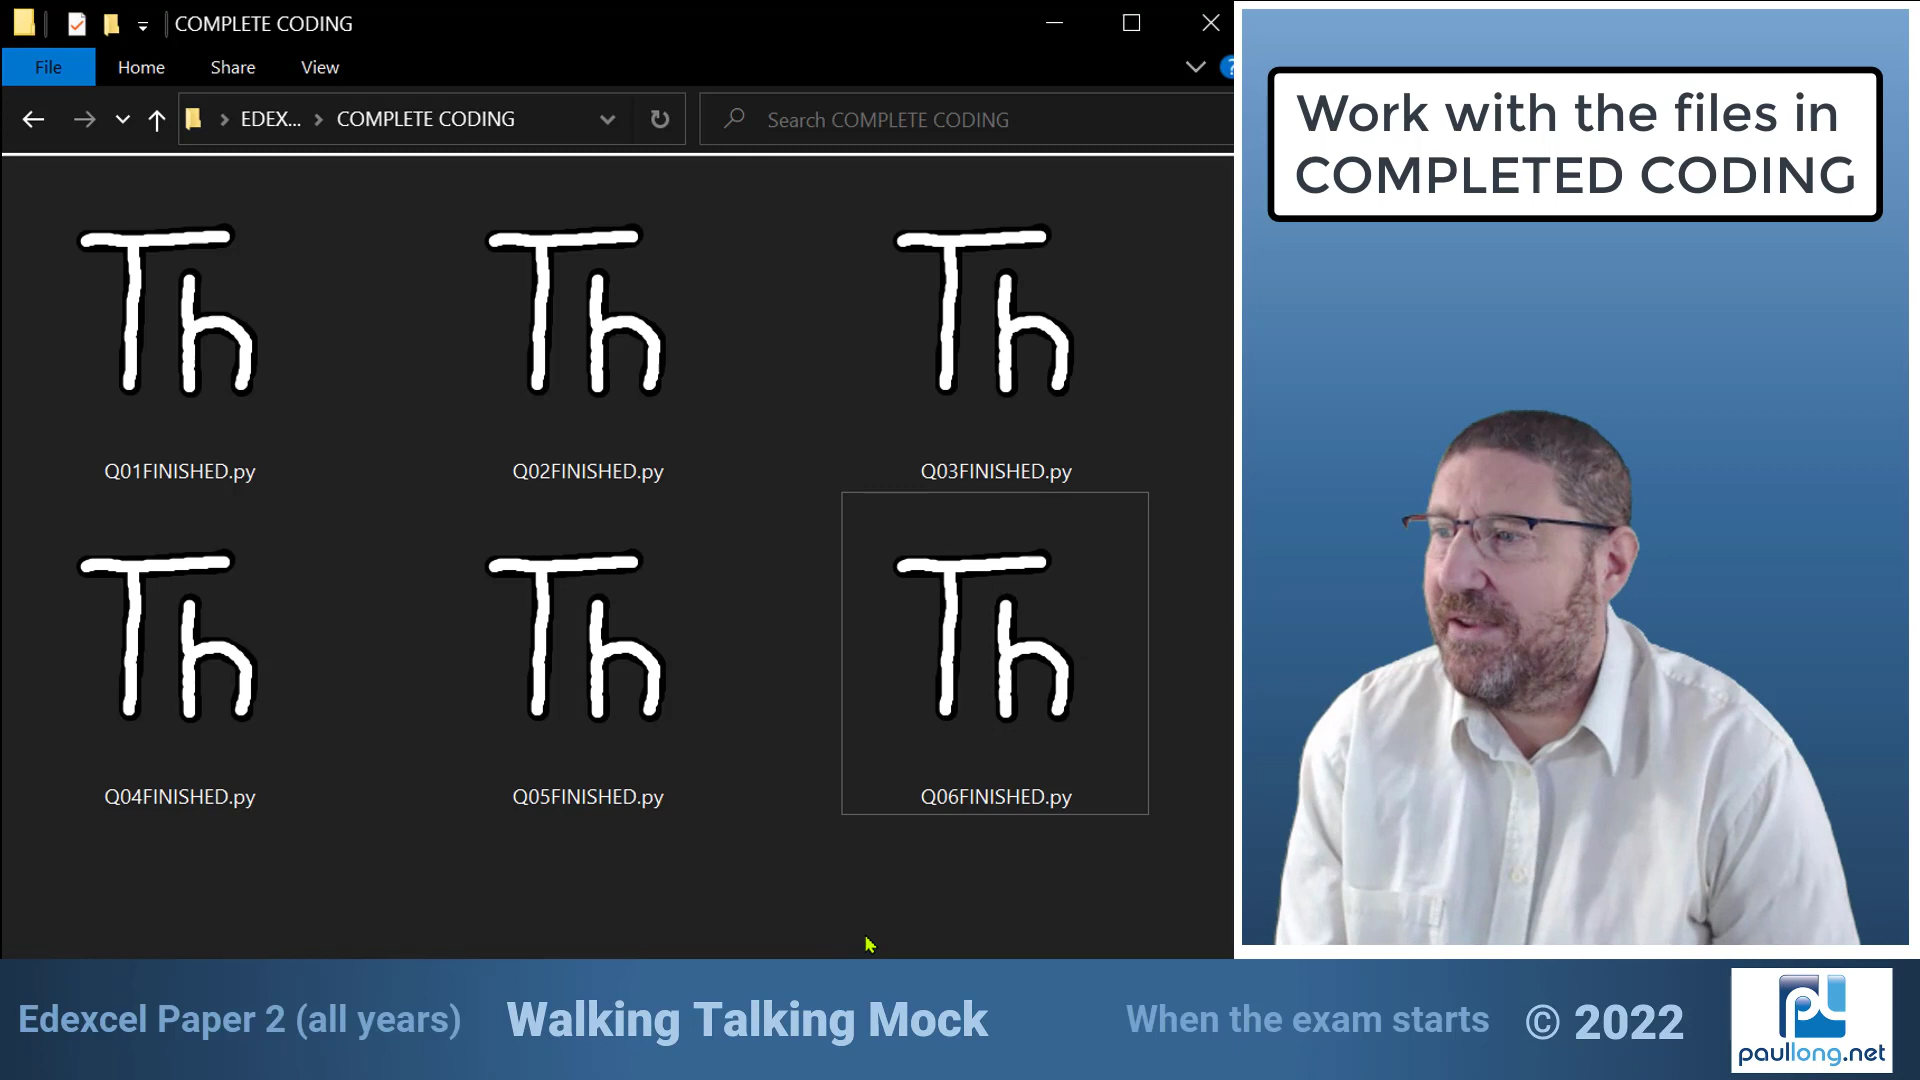 COMPLETE CODING
File Home Share View
EDEX... COMPLETE CODING
Search COMPLETE CODING
Th Th Th
Q01FINISHED.py Q02FINISHED.py Q03FINISHED.py
Th Th Th
Q04FINISHED.py Q05FINISHED.py Q06FINISHED.py
Work with the files in
COMPLETED CODING
Edexcel Paper 2 (all years) Walking Talking Mock When the exam starts © 2022
pl
paullong.net